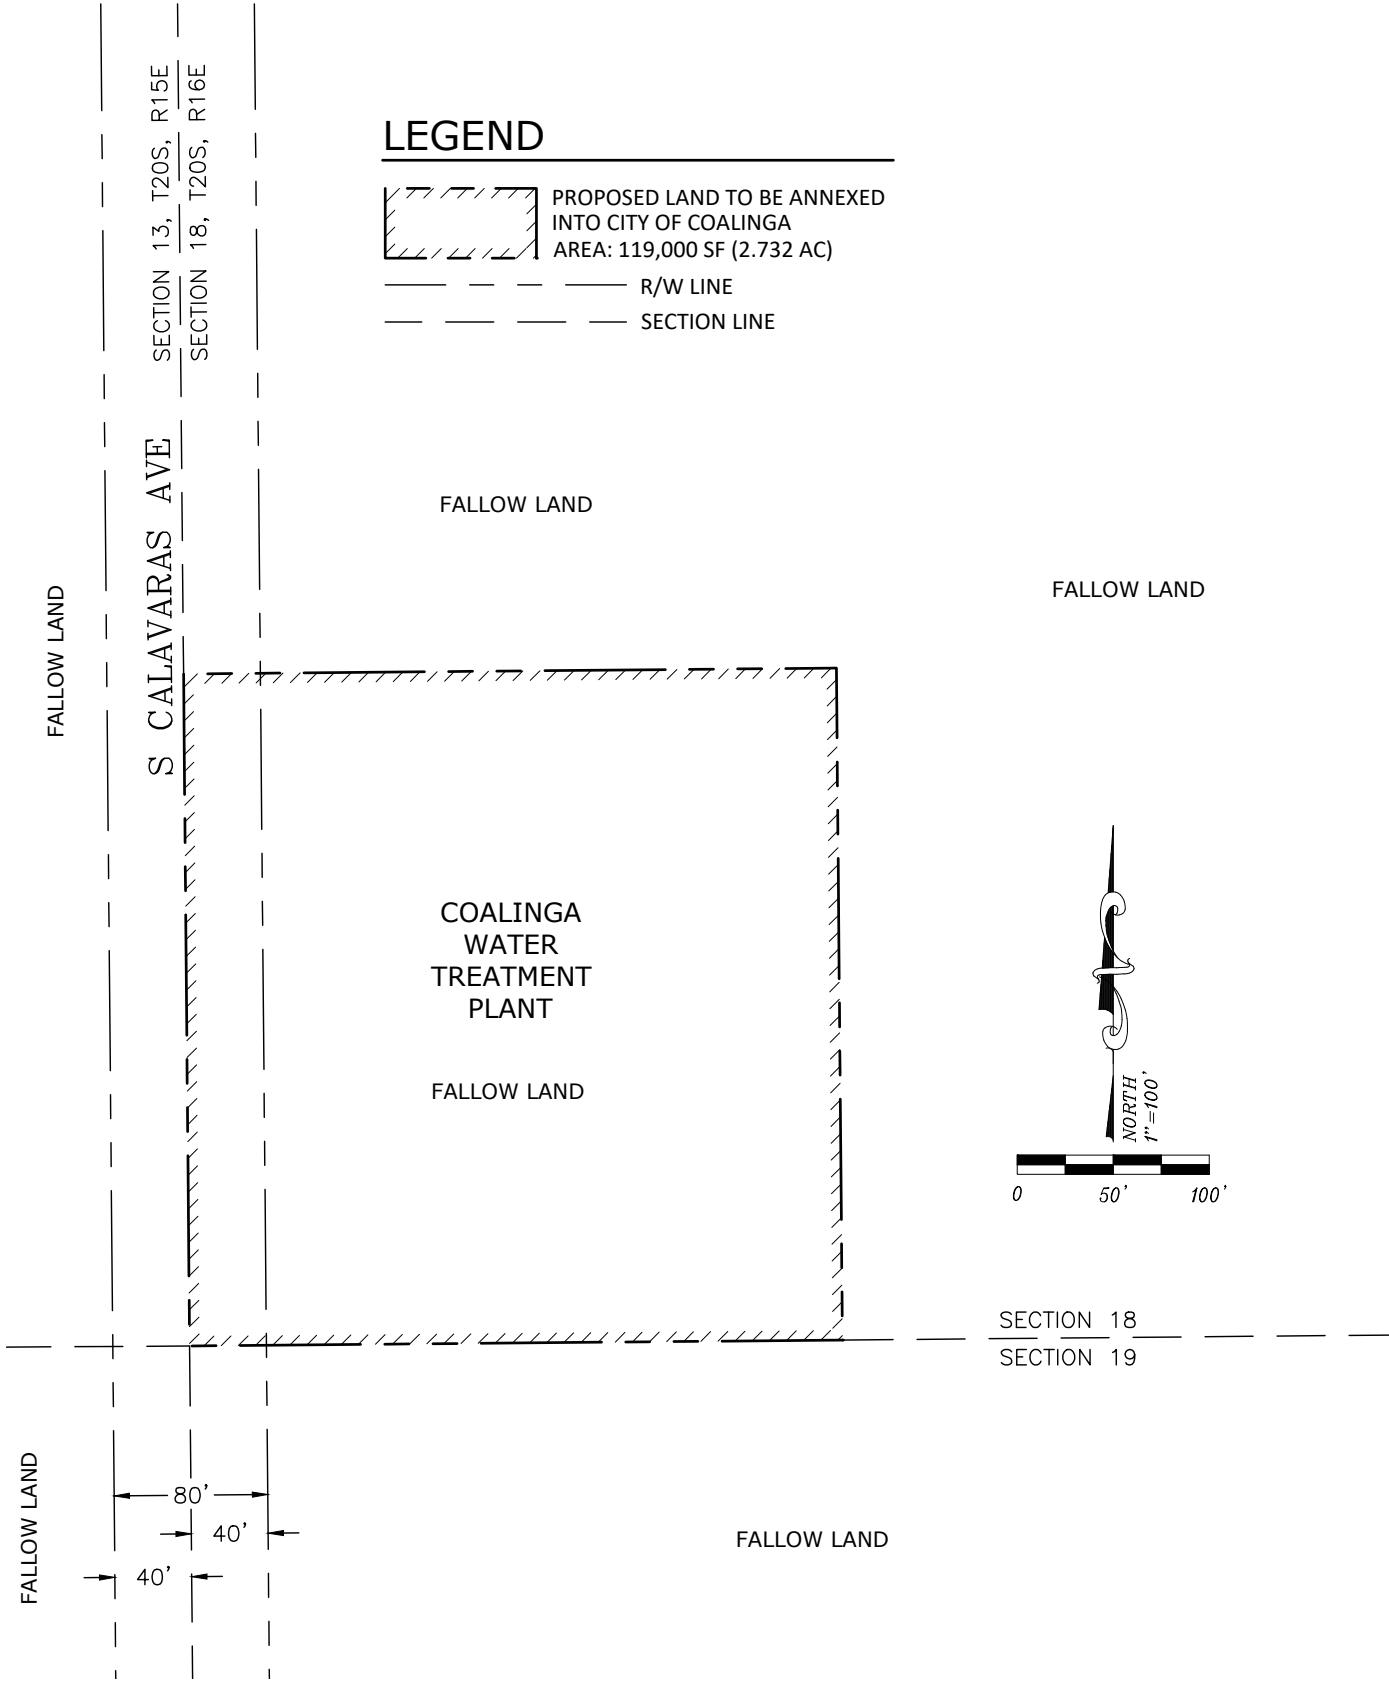 SECTION 13, T20S, R15E
SECTION 18, T20S, R16E
LEGEND
PROPOSED LAND TO BE ANNEXED
INTO CITY OF COALINGA
AREA: 119,000 SF (2.732 AC)
R/W LINE
SECTION LINE
S CALAVARAS AVE
FALLOW LAND
FALLOW LAND
FALLOW LAND
COALINGA
WATER
TREATMENT
PLANT
FALLOW LAND
NORTH
1"=100'
0 50' 100'
SECTION 18
SECTION 19
80'
40'
40'
FALLOW LAND
FALLOW LAND